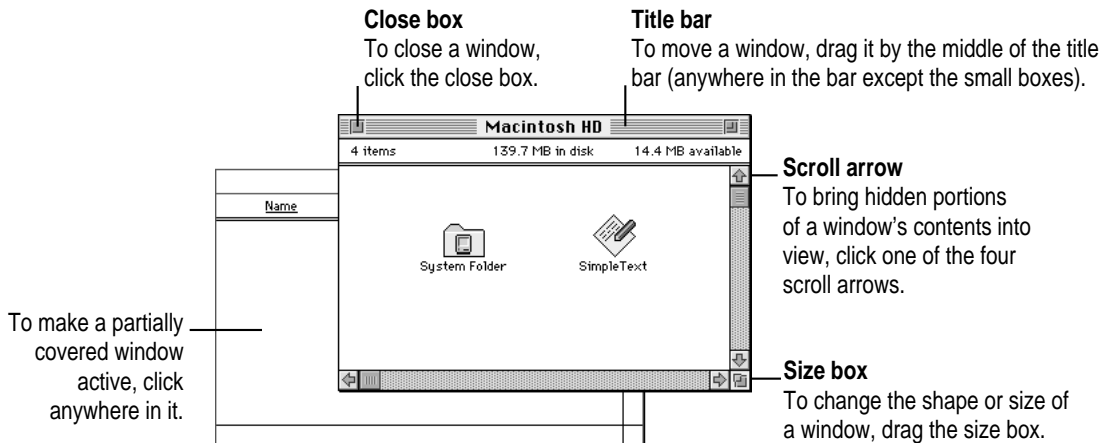 Close box
To close a window,
click the close box.
Title bar
To move a window, drag it by the middle of the title
bar (anywhere in the bar except the small boxes).
Macintosh HD
4 items 139.7 MB in disk 14.4 MB available
Name
System Folder
SimpleText
Scroll arrow
To bring hidden portions
of a window’s contents into
view, click one of the four
scroll arrows.
To make a partially
covered window
active, click
anywhere in it.
Size box
To change the shape or size of
a window, drag the size box.